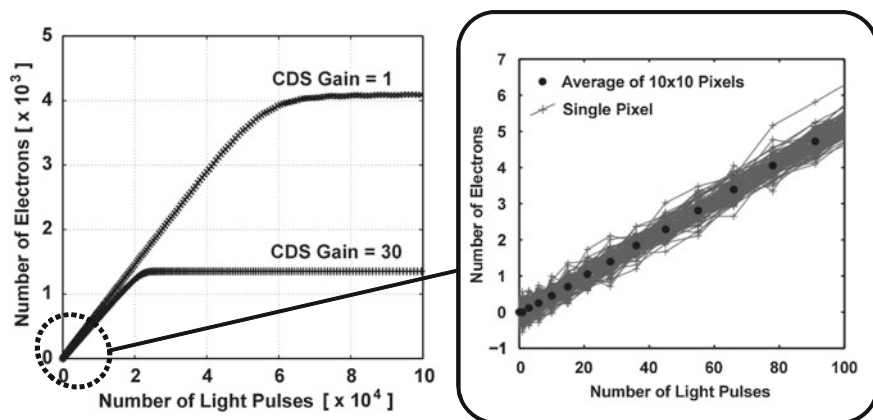 5
4
3
2
1
0
Number of Electrons [ x 10³ ]
CDS Gain = 1
CDS Gain = 30
0 2 4 6 8 10
Number of Light Pulses [ x 10⁴ ]
7
6
5
4
3
2
1
0
−1
Number of Electrons
Average of 10x10 Pixels
Single Pixel
0 20 40 60 80 100
Number of Light Pulses